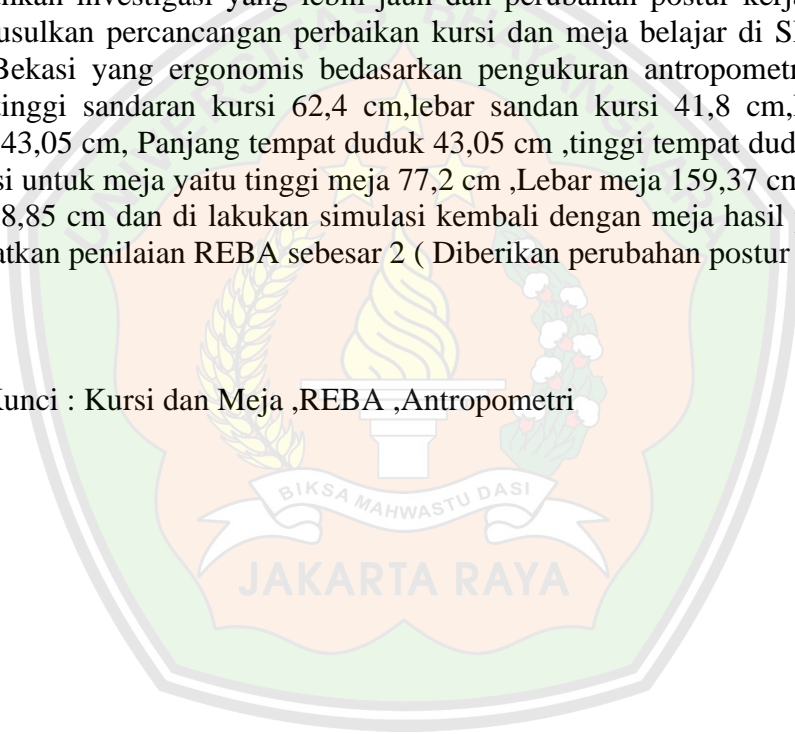 nkan investigasi yang lebih jauh dan perubahan postur kerja
usulkan percancangan perbaikan kursi dan meja belajar di S
Bekasi yang ergonomis bedasarkan pengukuran antropometr
tinggi sandaran kursi 62,4 cm,lebar sandan kursi 41,8 cm,
43,05 cm, Panjang tempat duduk 43,05 cm ,tinggi tempat dud
si untuk meja yaitu tinggi meja 77,2 cm ,Lebar meja 159,37 cm
8,85 cm dan di lakukan simulasi kembali dengan meja hasil
atkan penilaian REBA sebesar 2 ( Diberikan perubahan postur
Kunci : Kursi dan Meja ,REBA ,Antropometri
UNIVERSITAS BHAYANGKARA
BIKSA MAHWASTU DASI
JAKARTA RAYA